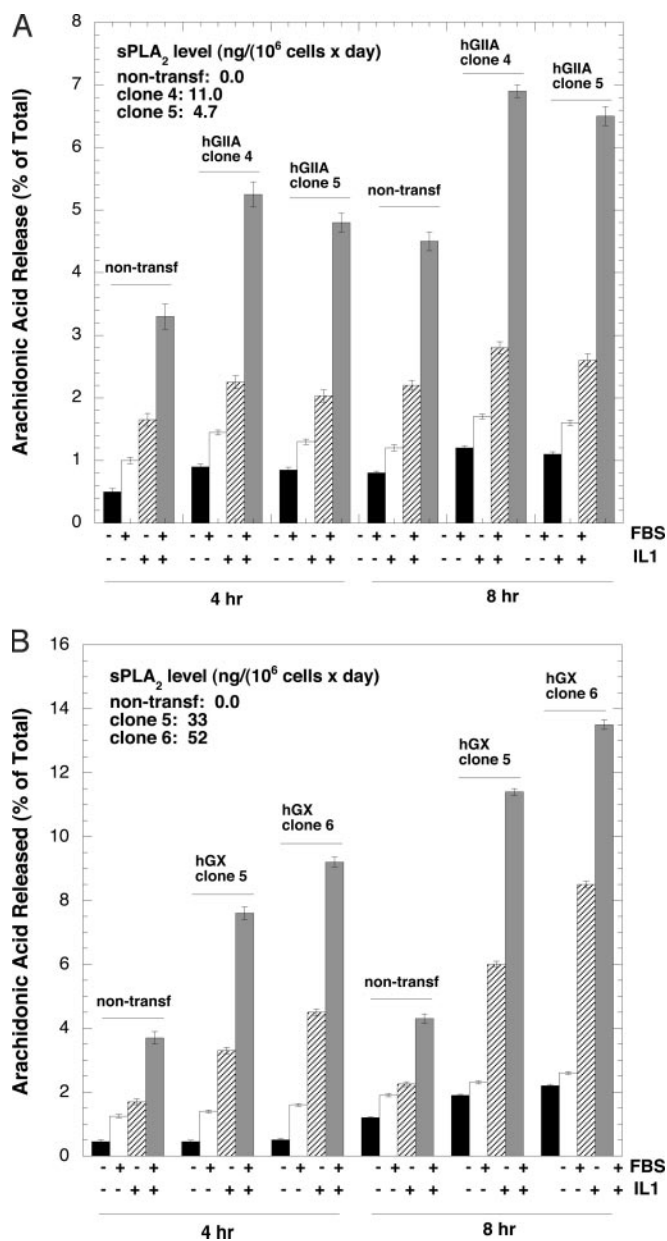 A
Arachidonic Acid Release (% of Total)
8
7
6
5
4
3
2
1
0
sPLA2 level (ng/(10⁶ cells x day)
non-transf: 0.0
clone 4: 11.0
clone 5: 4.7
non-transf
hGIIA
clone 4
hGIIA
clone 5
non-transf
hGIIA
clone 4
hGIIA
clone 5
- + - + - + - + - + - + - + - + - + - + - + - + FBS
- - + + - - + + - - + + - - + + - - + + - - + + IL1
4 hr
8 hr
B
Arachidonic Acid Released (% of Total)
16
14
12
10
8
6
4
2
0
sPLA2 level (ng/(10⁶ cells x day)
non-transf: 0.0
clone 5: 33
clone 6: 52
non-transf
hGX
clone 5
hGX
clone 6
non-transf
hGX
clone 5
hGX
clone 6
- + - + - + - + - + - + - + - + - + - + - + - + FBS
- - + + - - + + - - + + - - + + - - + + - - + + IL1
4 hr
8 hr